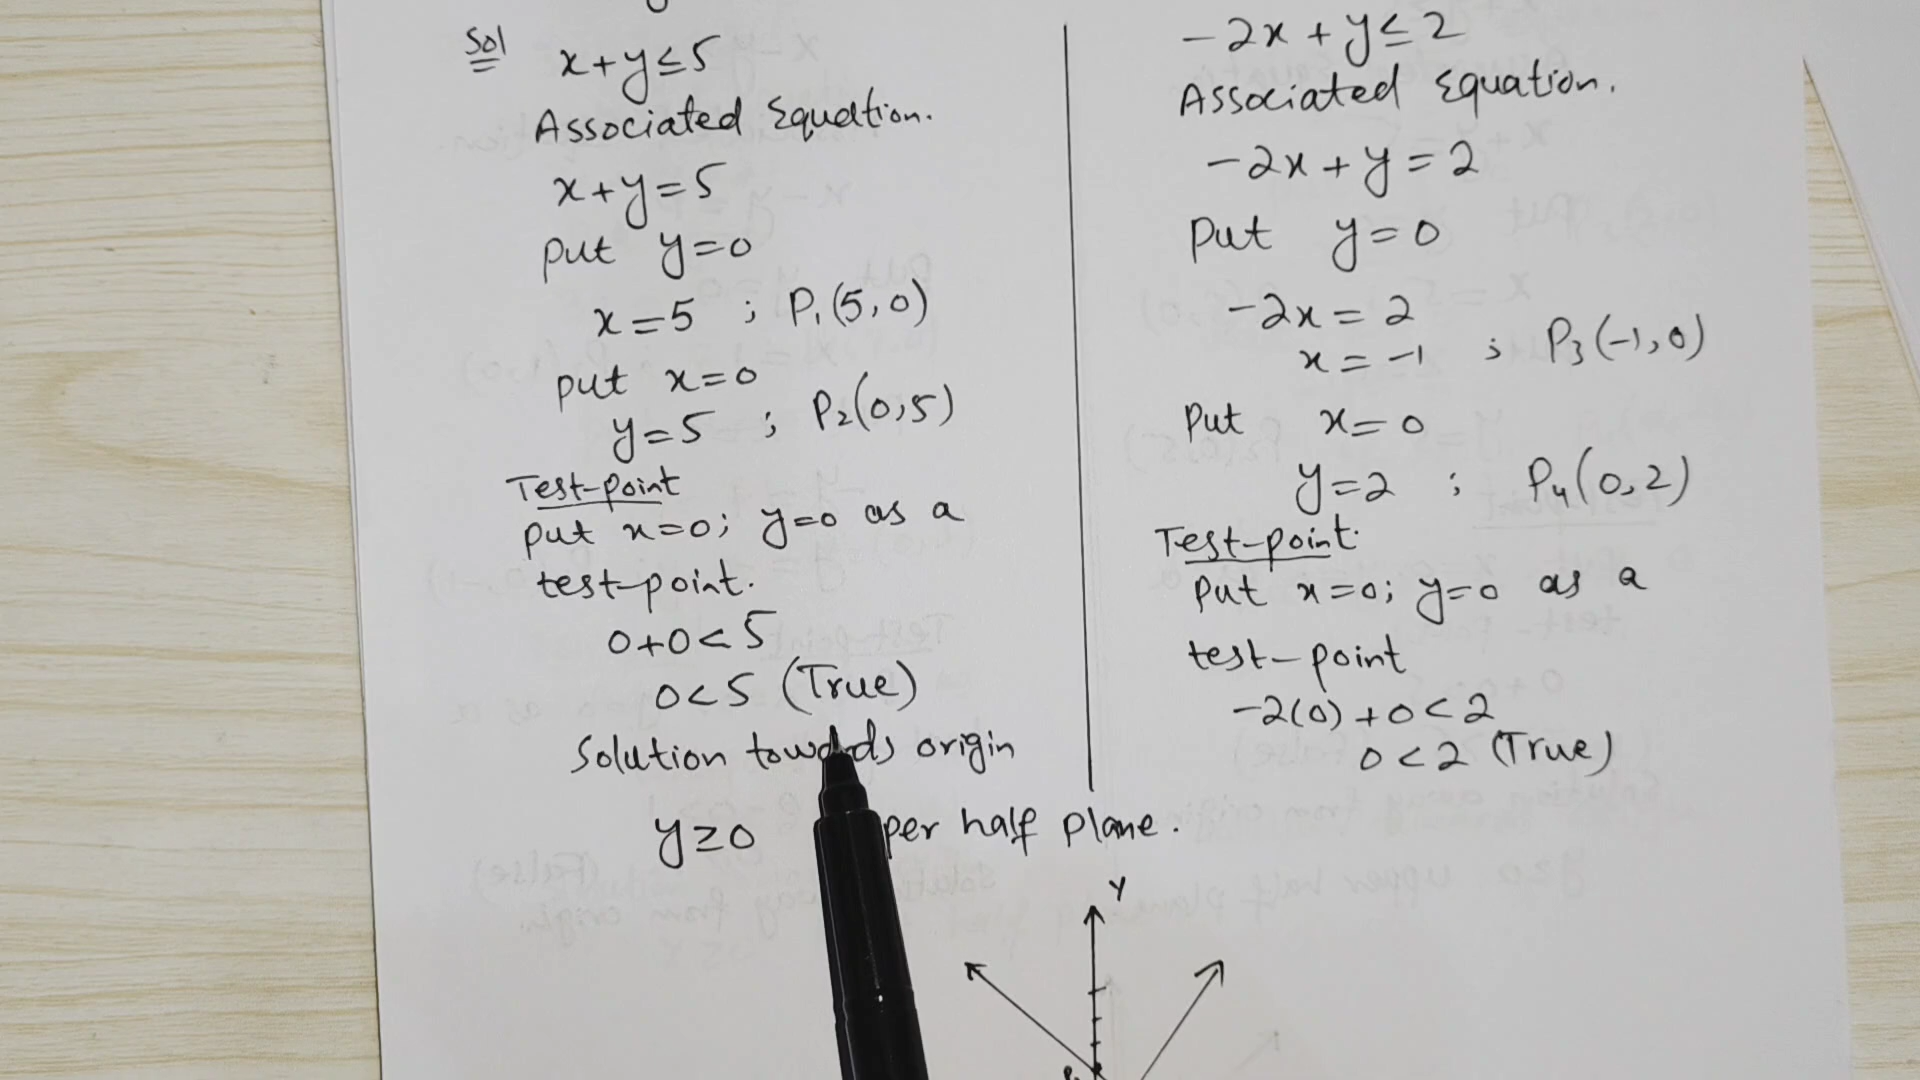 Sol
x+y≤5
Associated Equation.
x+y=5
put y=0
x=5 ; P₁(5,0)
put x=0
y=5 ; P₂(0,5)
Test-point
put x=0; y=0 as a
test-point.
0+0<5
0<5 (True)
Solution towards origin
y≥0 per half plane.
-2x+y≤2
Associated Equation.
-2x+y=2
Put y=0
-2x=2
x=-1 ; P₃(-1,0)
Put x=0
y=2 ; P₄(0,2)
Test-point.
Put x=0; y=0 as a
test-point
-2(0)+0<2
0<2 (True)
Y